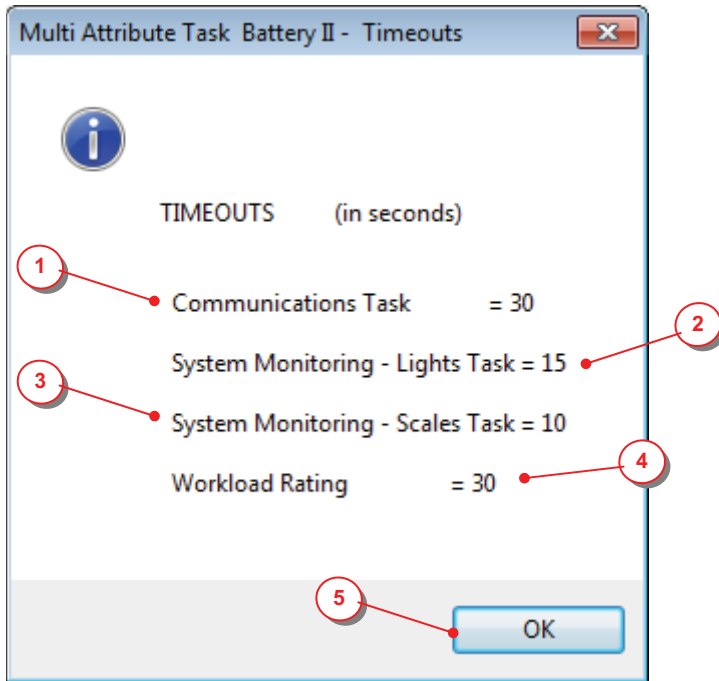 Multi Attribute Task Battery II - Timeouts
TIMEOUTS (in seconds)
1
Communications Task = 30
2
System Monitoring - Lights Task = 15
3
System Monitoring - Scales Task = 10
4
Workload Rating = 30
5
OK